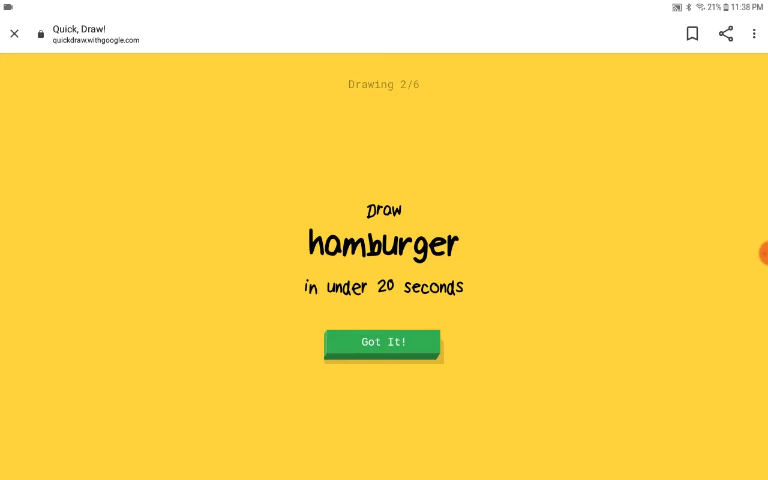 21% 11:38 PM
Quick, Draw!
quickdraw.withgoogle.com
Drawing 2/6
Draw
hamburger
in under 20 seconds
Got It!